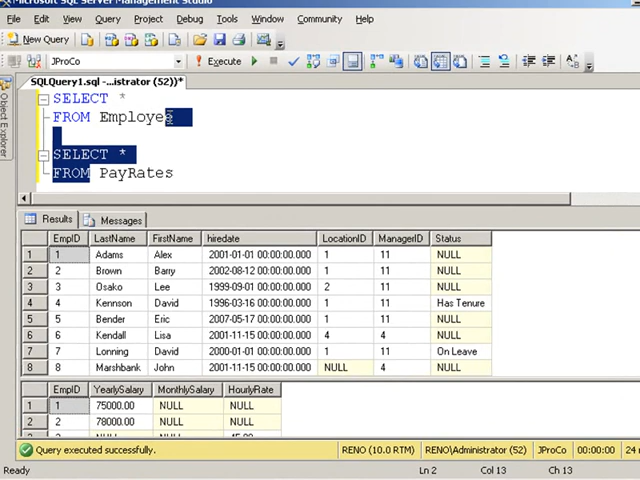 Microsoft SQL Server Management Studio
File Edit View Query Project Debug Tools Window Community Help
New Query
JProCo Execute
Object Explorer
SQLQuery1.sql -...istrator (52))*
SELECT *
FROM Employee
SELECT *
FROM PayRates
Results Messages
EmpID LastName FirstName hiredate LocationID ManagerID Status
1 1 Adams Alex 2001-01-01 00:00:00.000 1 11 NULL
2 2 Brown Barry 2002-08-12 00:00:00.000 1 11 NULL
3 3 Osako Lee 1999-09-01 00:00:00.000 2 11 NULL
4 4 Kennson David 1996-03-16 00:00:00.000 1 11 Has Tenure
5 5 Bender Eric 2007-05-17 00:00:00.000 1 11 NULL
6 6 Kendall Lisa 2001-11-15 00:00:00.000 4 4 NULL
7 7 Lonning David 2000-01-01 00:00:00.000 1 11 On Leave
8 8 Marshbank John 2001-11-15 00:00:00.000 NULL 4 NULL
EmpID YearlySalary MonthlySalary HourlyRate
1 1 75000.00 NULL NULL
2 2 78000.00 NULL NULL
Query executed successfully. RENO (10.0 RTM) RENO\Administrator (52) JProCo 00:00:00 24
Ready Ln 2 Col 13 Ch 13